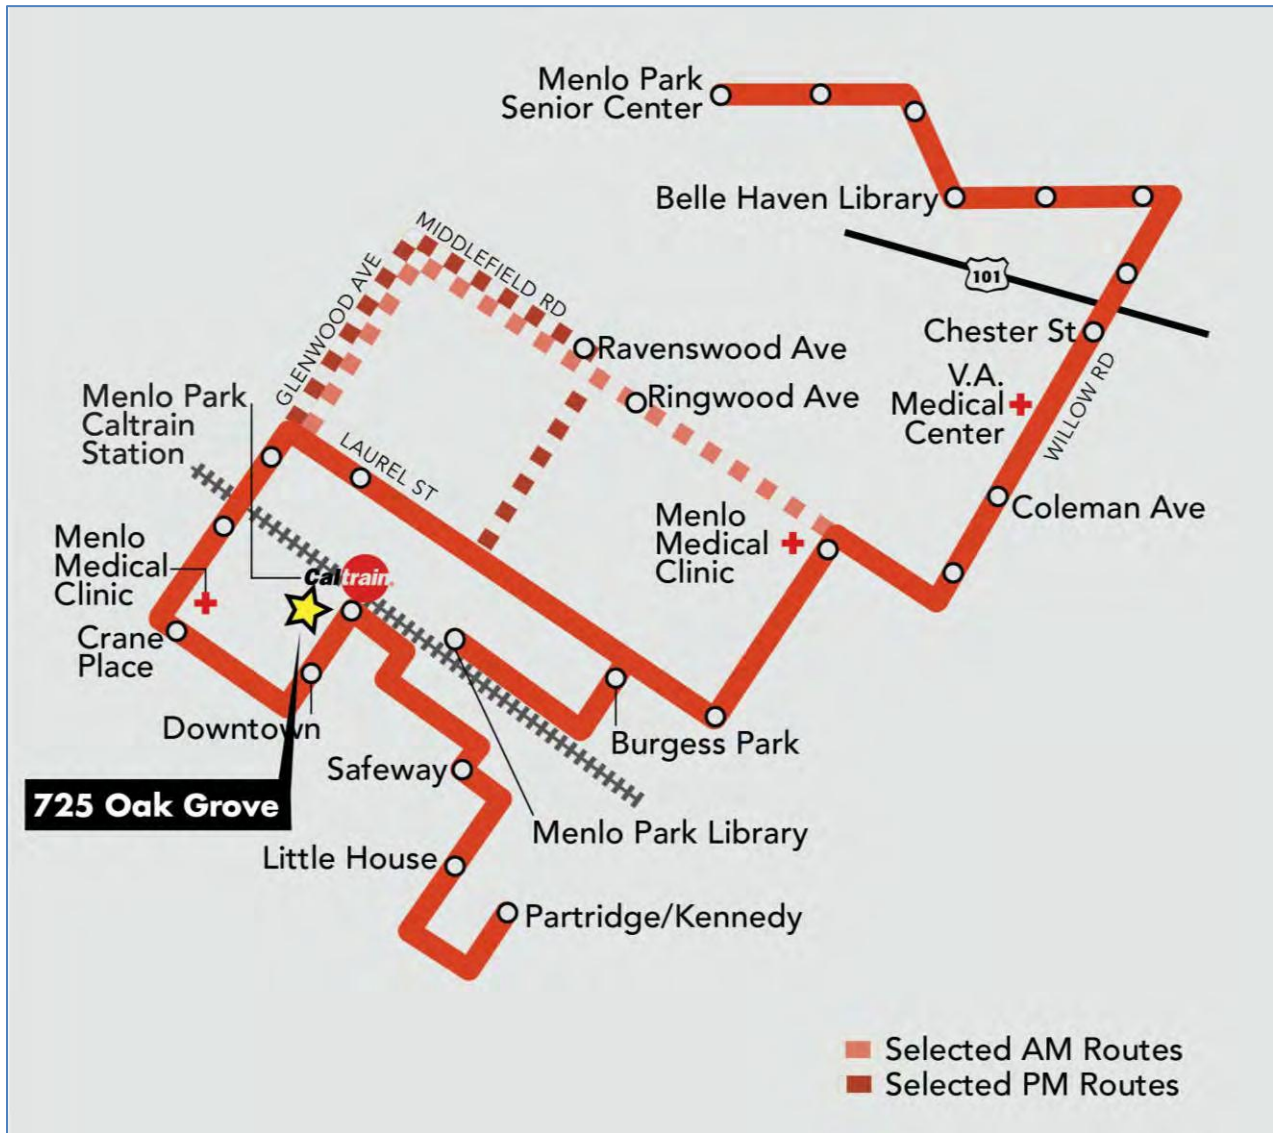 Menlo Park
Senior Center
Belle Haven Library
MIDDLEFIELD RD
GLENWOOD AVE
101
Chester St
Ravenswood Ave
V.A.
Medical
Center
WILLOW RD
Menlo Park
Caltrain
Station
Ringwood Ave
LAUREL ST
Coleman Ave
Menlo
Medical
Clinic
Menlo
Medical
Clinic
Caltrain
Crane
Place
Downtown
Burgess Park
Safeway
725 Oak Grove
Menlo Park Library
Little House
Partridge/Kennedy
Selected AM Routes
Selected PM Routes